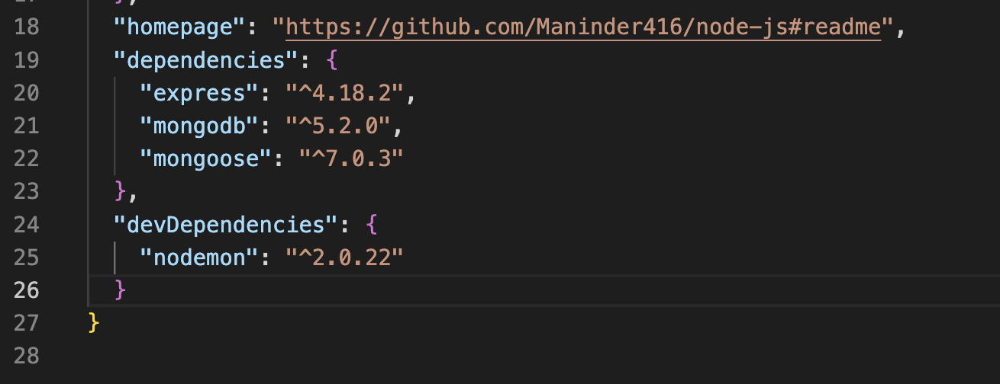 18 "homepage": "https://github.com/Maninder416/node-js#readme",
19 "dependencies": {
20 "express": "^4.18.2",
21 "mongodb": "^5.2.0",
22 "mongoose": "^7.0.3"
23 },
24 "devDependencies": {
25 "nodemon": "^2.0.22"
26 }
27 }
28